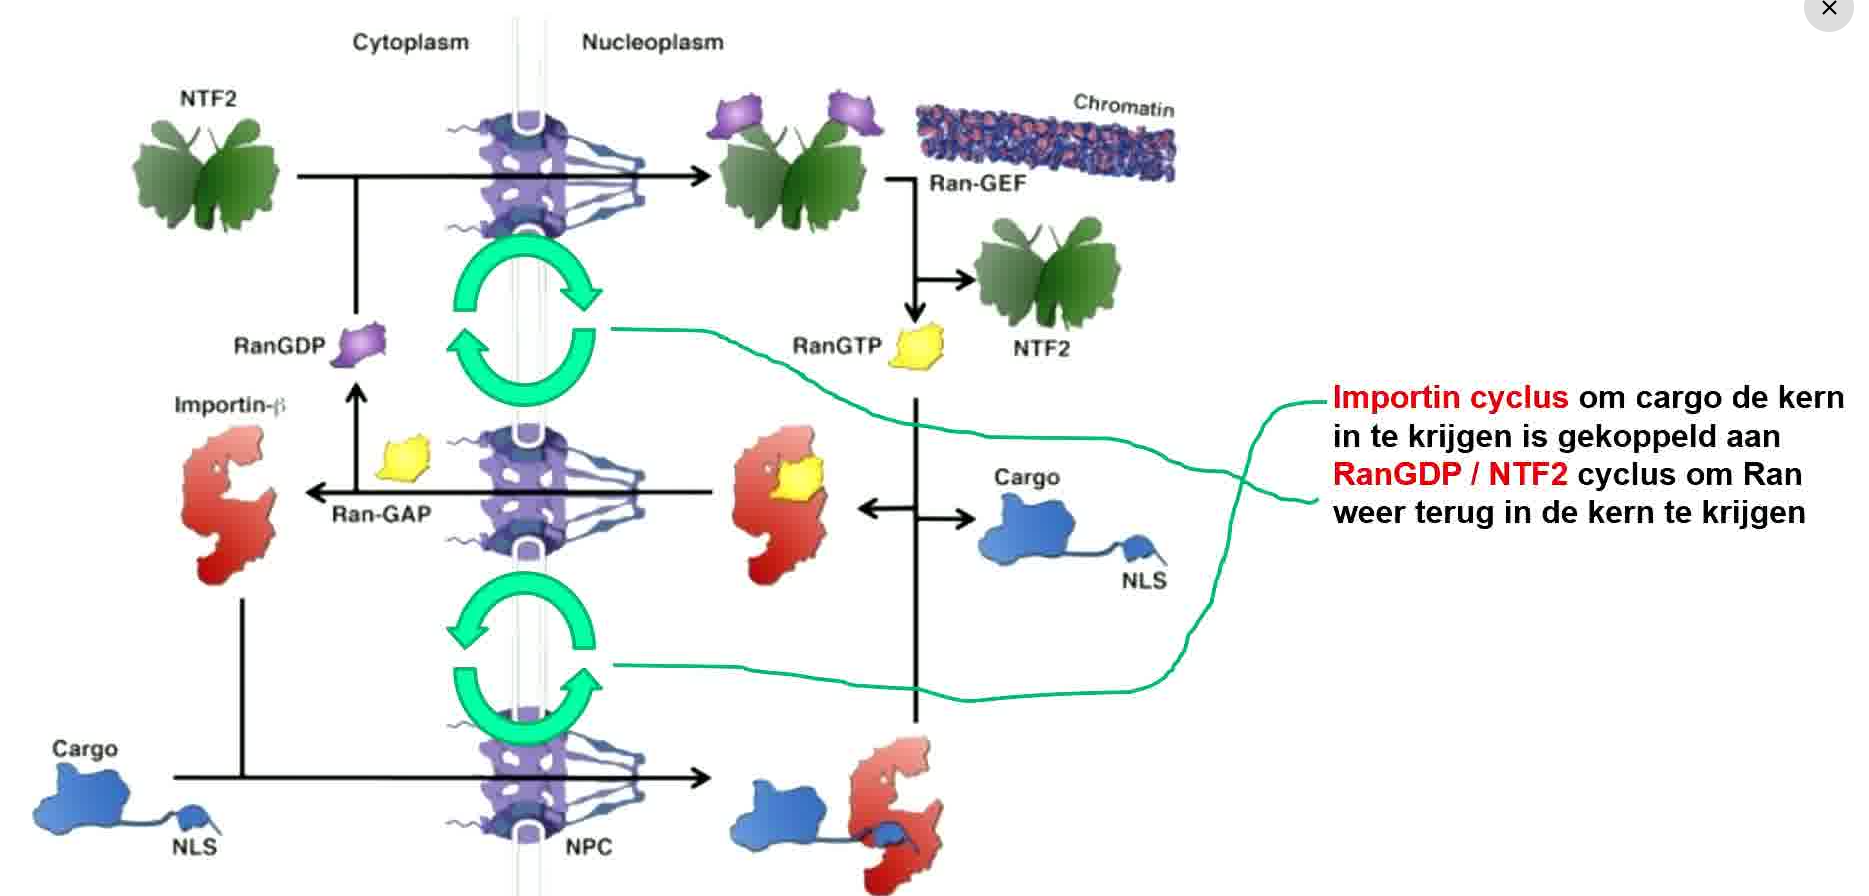 Cytoplasm
Nucleoplasm
NTF2
Chromatin
Ran-GEF
RanGDP
RanGTP
NTF2
Importin-β
Ran-GAP
Cargo
NLS
Importin cyclus om cargo de kern
in te krijgen is gekoppeld aan
RanGDP / NTF2 cyclus om Ran
weer terug in de kern te krijgen
Cargo
NLS
NPC